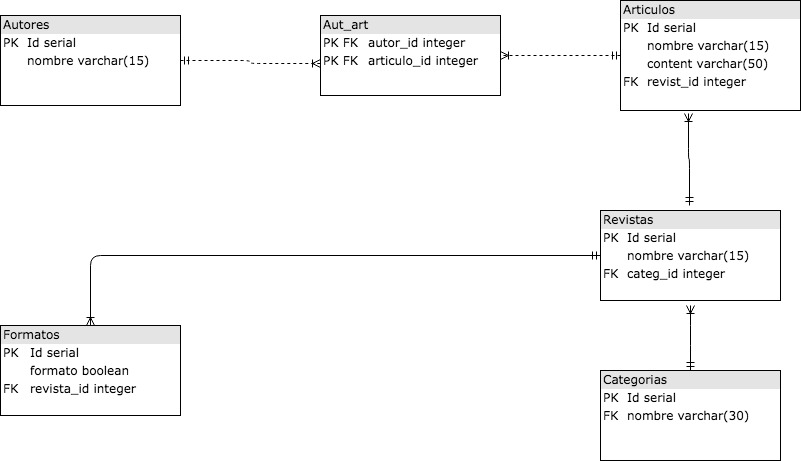 Autores
PK Id serial
nombre varchar(15)
Aut_art
PK FK autor_id integer
PK FK articulo_id integer
Articulos
PK Id serial
nombre varchar(15)
content varchar(50)
FK revist_id integer
Revistas
PK Id serial
nombre varchar(15)
FK categ_id integer
Formatos
PK Id serial
formato boolean
FK revista_id integer
Categorias
PK Id serial
FK nombre varchar(30)